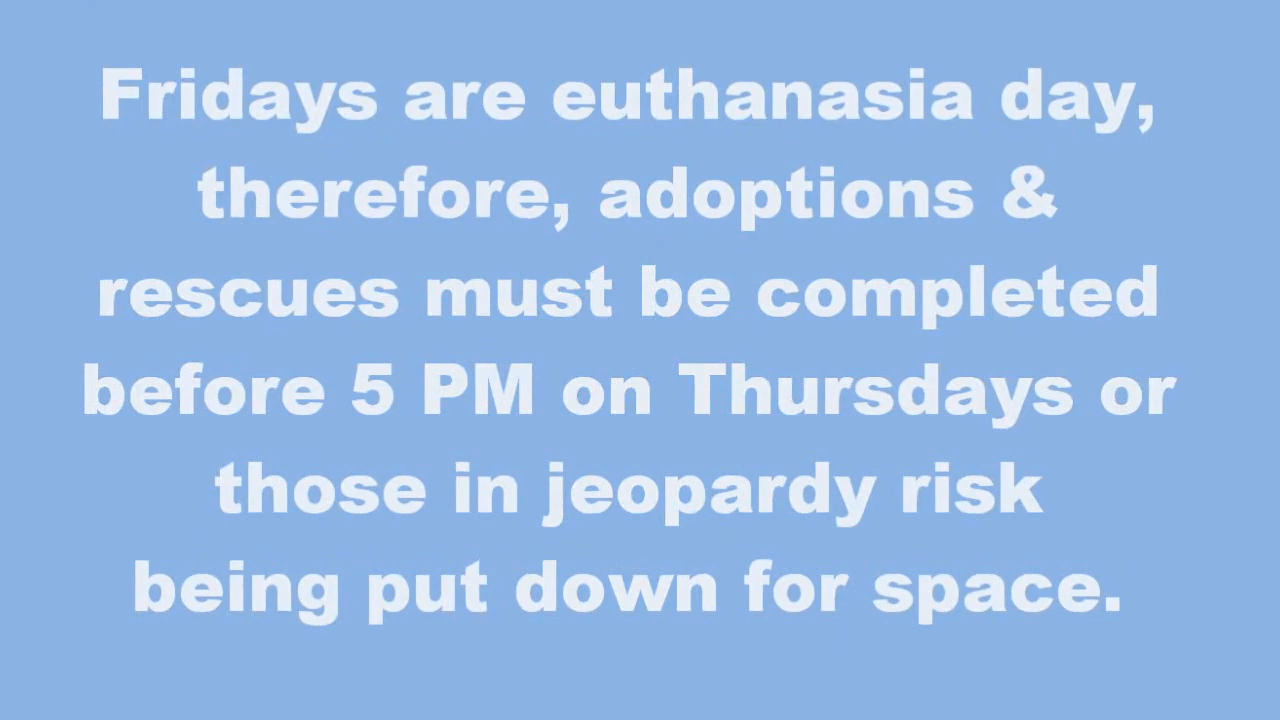 Fridays are euthanasia day,
therefore, adoptions &
rescues must be completed
before 5 PM on Thursdays or
those in jeopardy risk
being put down for space.